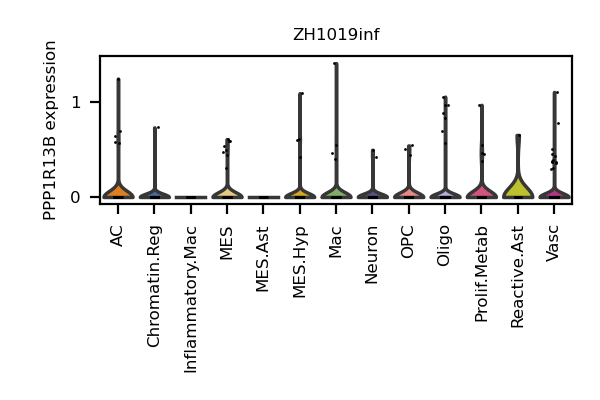 ZH1019inf
PPP1R13B expression
1
0
AC
Chromatin.Reg
Inflammatory.Mac
MES
MES.Ast
MES.Hyp
Mac
Neuron
OPC
Oligo
Prolif.Metab
Reactive.Ast
Vasc